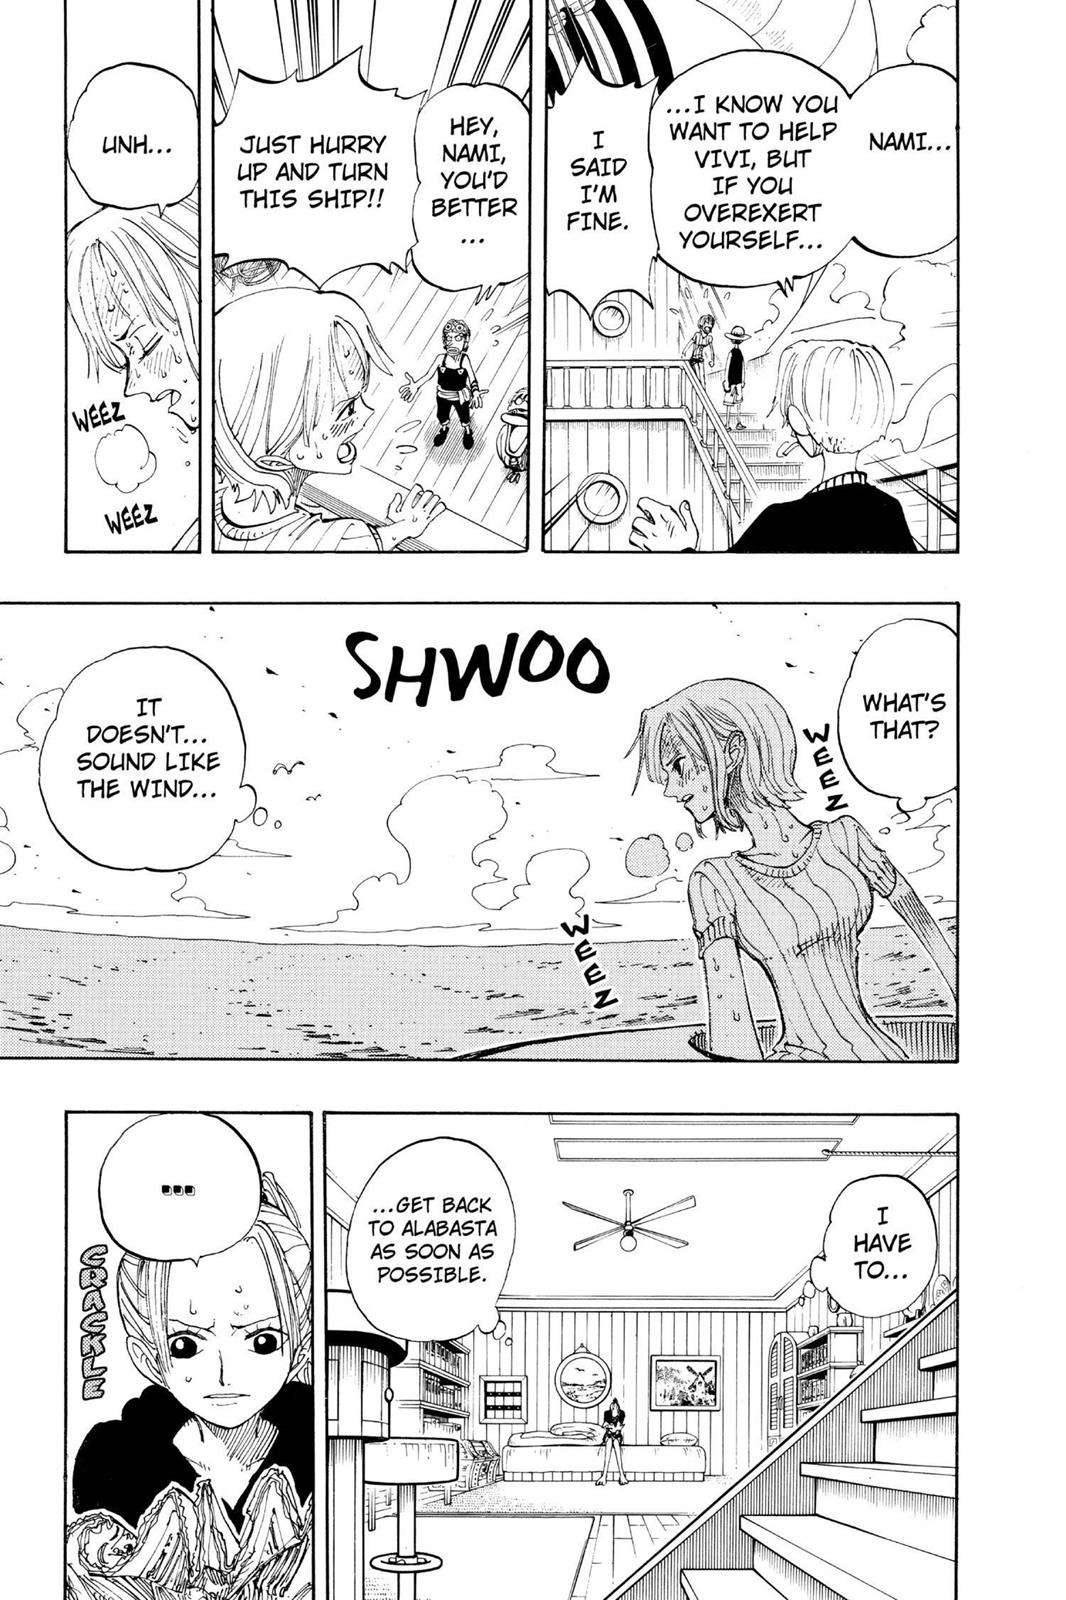 NAMI...
...I KNOW YOU
WANT TO HELP
VIVI, BUT
IF YOU
OVEREXERT
YOURSELF...
I
SAID
I'M
FINE.
HEY,
NAMI,
YOU'D
BETTER
...
JUST HURRY
UP AND TURN
THIS SHIP!!
UNH...
WEEZ
WEEZ
WHAT'S
THAT?
WEEZ
SHWOO
WEEZ
IT
DOESN'T...
SOUND LIKE
THE WIND...
I
HAVE
TO...
...GET BACK
TO ALABASTA
AS SOON AS
POSSIBLE.
...
CRACKLE